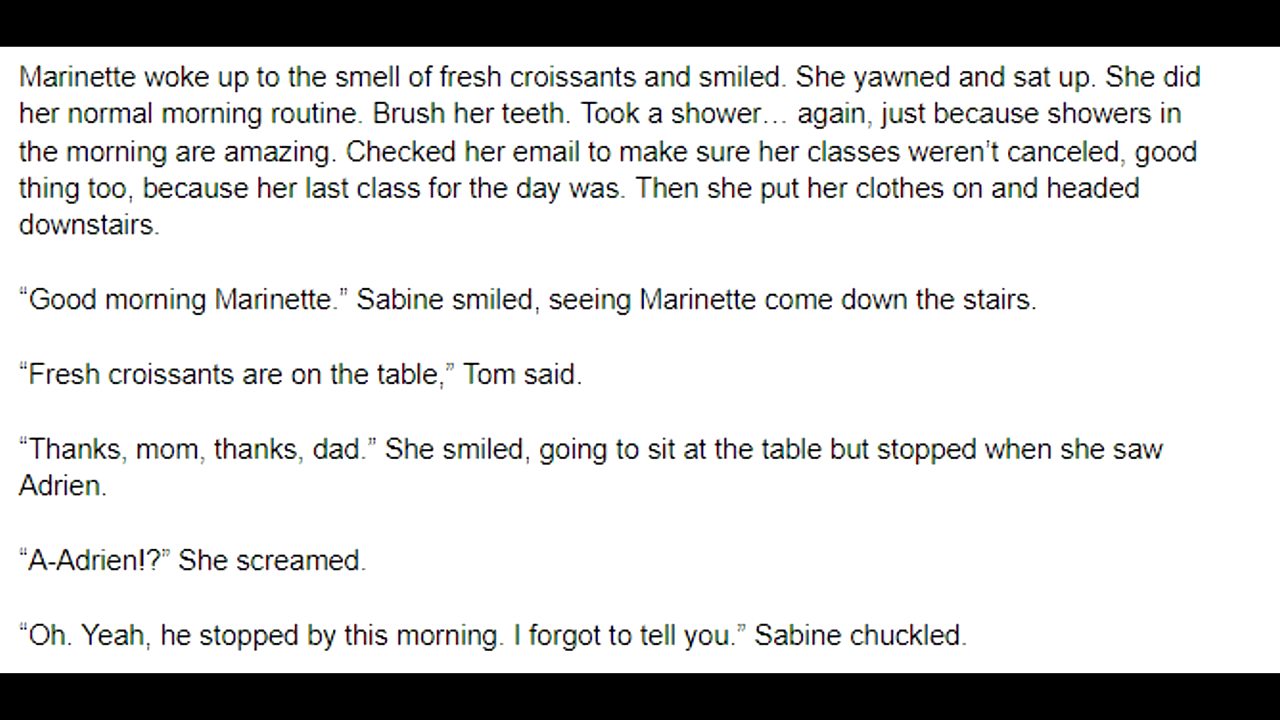 Marinette woke up to the smell of fresh croissants and smiled. She yawned and sat up. She did
her normal morning routine. Brush her teeth. Took a shower… again, just because showers in
the morning are amazing. Checked her email to make sure her classes weren’t canceled, good
thing too, because her last class for the day was. Then she put her clothes on and headed
downstairs.
“Good morning Marinette.” Sabine smiled, seeing Marinette come down the stairs.
“Fresh croissants are on the table,” Tom said.
“Thanks, mom, thanks, dad.” She smiled, going to sit at the table but stopped when she saw
Adrien.
“A-Adrien!?” She screamed.
“Oh. Yeah, he stopped by this morning. I forgot to tell you.” Sabine chuckled.